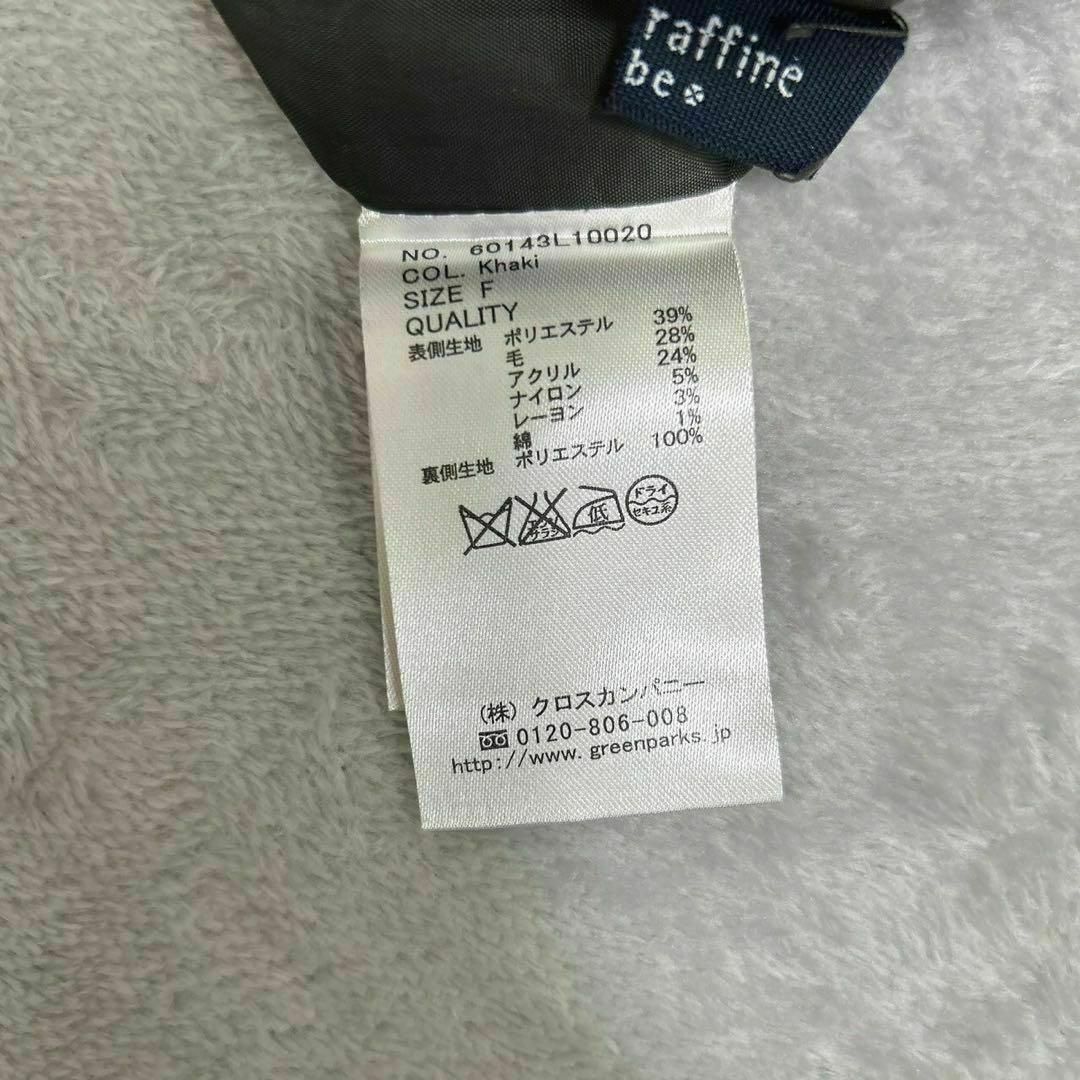 raffine
be
NO. 60143L10020
COL. Khaki
SIZE F
QUALITY
表側生地 ポリエステル 39%
毛 28%
アクリル 24%
ナイロン 5%
レーヨン 3%
綿 1%
裏側生地 ポリエステル 100%
低 ドライ
セキユ系
(株) クロスカンパニー
0120-806-008
http://www.greenparks.jp